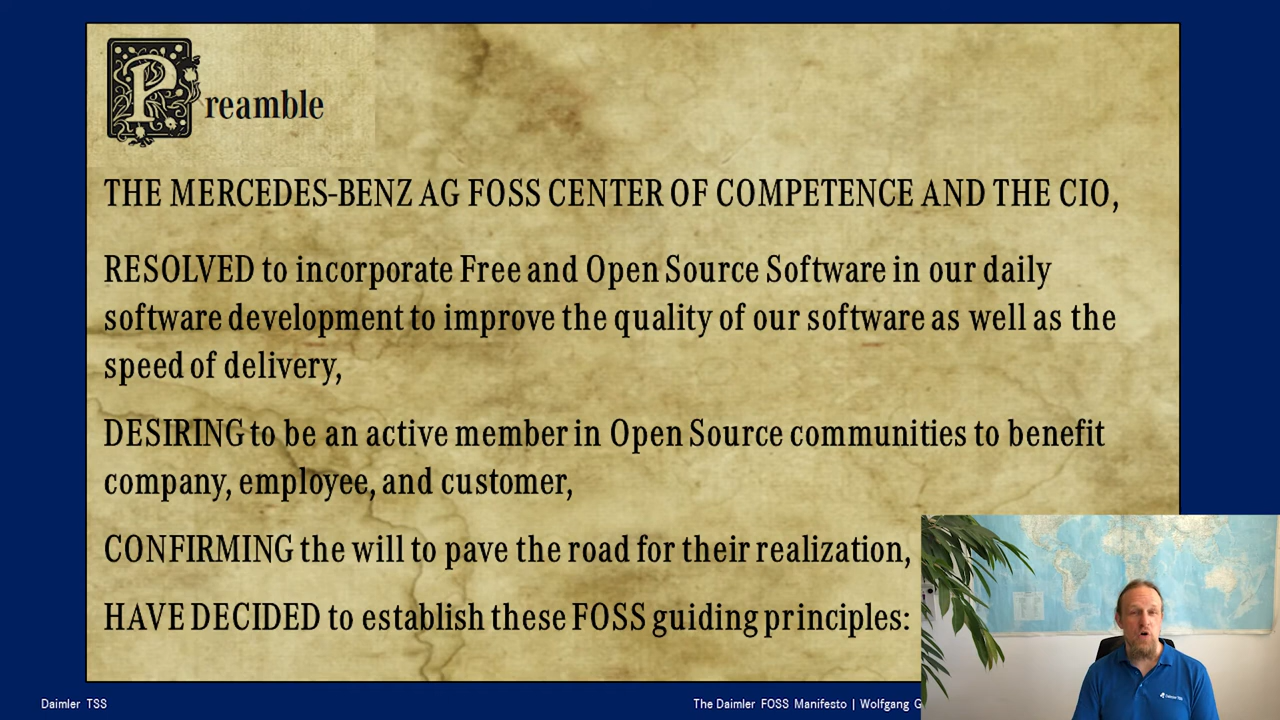 Preamble
THE MERCEDES-BENZ AG FOSS CENTER OF COMPETENCE AND THE CIO,
RESOLVED to incorporate Free and Open Source Software in our daily
software development to improve the quality of our software as well as the
speed of delivery,
DESIRING to be an active member in Open Source communities to benefit
company, employee, and customer,
CONFIRMING the will to pave the road for their realization,
HAVE DECIDED to establish these FOSS guiding principles:
Daimler TSS
Daimler TSS
The Daimler FOSS Manifesto | Wolfgang G